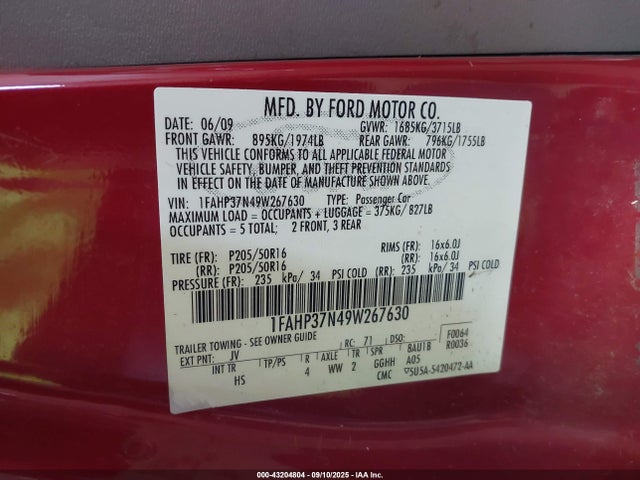 MFD. BY FORD MOTOR CO.
DATE: 06/09 GVWR: 1685KG/3715LB
FRONT GAWR: 895KG/1974LB REAR GAWR: 796KG/1755LB
THIS VEHICLE CONFORMS TO ALL APPLICABLE FEDERAL MOTOR
VEHICLE SAFETY, BUMPER, AND THEFT PREVENTION STANDARDS
IN EFFECT ON THE DATE OF MANUFACTURE SHOWN ABOVE.
VIN: 1FAHP37N49W267630 TYPE: Passenger Car
MAXIMUM LOAD = OCCUPANTS + LUGGAGE = 375KG/ 827LB
OCCUPANTS = 5 TOTAL; 2 FRONT, 3 REAR
TIRE (FR): P205/50R16 RIMS (FR): 16x6.0J
(RR): P205/50R16 (RR): 16x6.0J
PRESSURE (FR): 235 kPa/ 34 PSI COLD (RR): 235 kPa/ 34 PSI COLD
1FAHP37N49W267630
TRAILER TOWING - SEE OWNER GUIDE RC: 71 DSO: F0064
EXT PNT: JV R0036
INT TR TP/PS R AXLE TR SPR BAU1B
HS 4 WW 2 GGHH A05
CMC ▽5U5A-5420472-AA
000-43204804 - 09/10/2025 - IAA Inc.